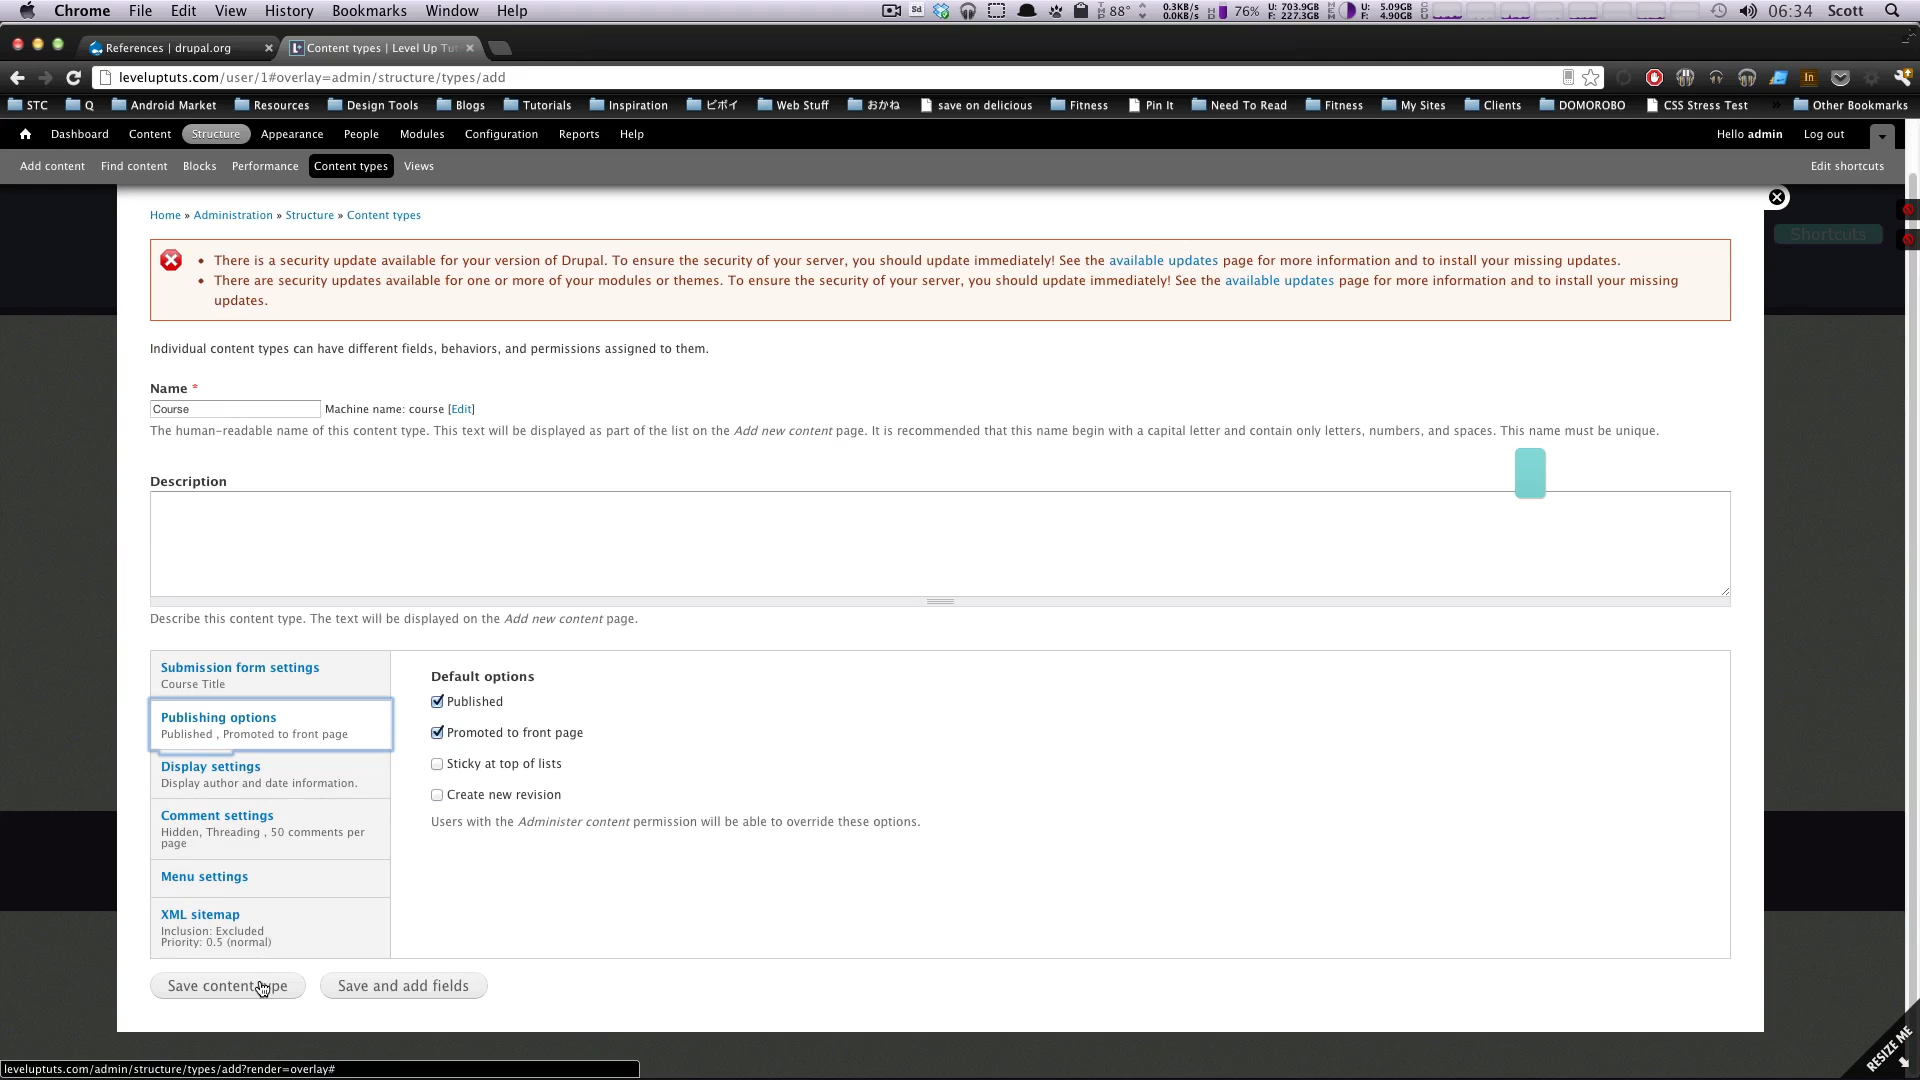 Chrome File Edit View History Bookmarks Window Help 88° 0.3KB/s 0.0KB/s 76% U: 703.9GB F: 227.3GB U: 5.09GB F: 4.90GB 06:34 Scott
References | drupal.org Content types | Level Up Tut
leveluptuts.com/user/1#overlay=admin/structure/types/add
STC Q Android Market Resources Design Tools Blogs Tutorials Inspiration ビボイ Web Stuff おかね save on delicious Fitness Pin It Need To Read Fitness My Sites Clients DOMOROBO CSS Stress Test » Other Bookmarks
Dashboard Content Structure Appearance People Modules Configuration Reports Help Hello admin Log out
Add content Find content Blocks Performance Content types Views Edit shortcuts
Home » Administration » Structure » Content types
Shortcuts
There is a security update available for your version of Drupal. To ensure the security of your server, you should update immediately! See the available updates page for more information and to install your missing updates.
There are security updates available for one or more of your modules or themes. To ensure the security of your server, you should update immediately! See the available updates page for more information and to install your missing
updates.
Individual content types can have different fields, behaviors, and permissions assigned to them.
Name *
Course Machine name: course [Edit]
The human-readable name of this content type. This text will be displayed as part of the list on the Add new content page. It is recommended that this name begin with a capital letter and contain only letters, numbers, and spaces. This name must be unique.
Description
Describe this content type. The text will be displayed on the Add new content page.
Submission form settings
Course Title
Publishing options
Published , Promoted to front page
Display settings
Display author and date information.
Comment settings
Hidden, Threading , 50 comments per
page
Menu settings
XML sitemap
Inclusion: Excluded
Priority: 0.5 (normal)
Default options
Published
Promoted to front page
Sticky at top of lists
Create new revision
Users with the Administer content permission will be able to override these options.
Save content type Save and add fields
RESIZE ME
leveluptuts.com/admin/structure/types/add?render=overlay#